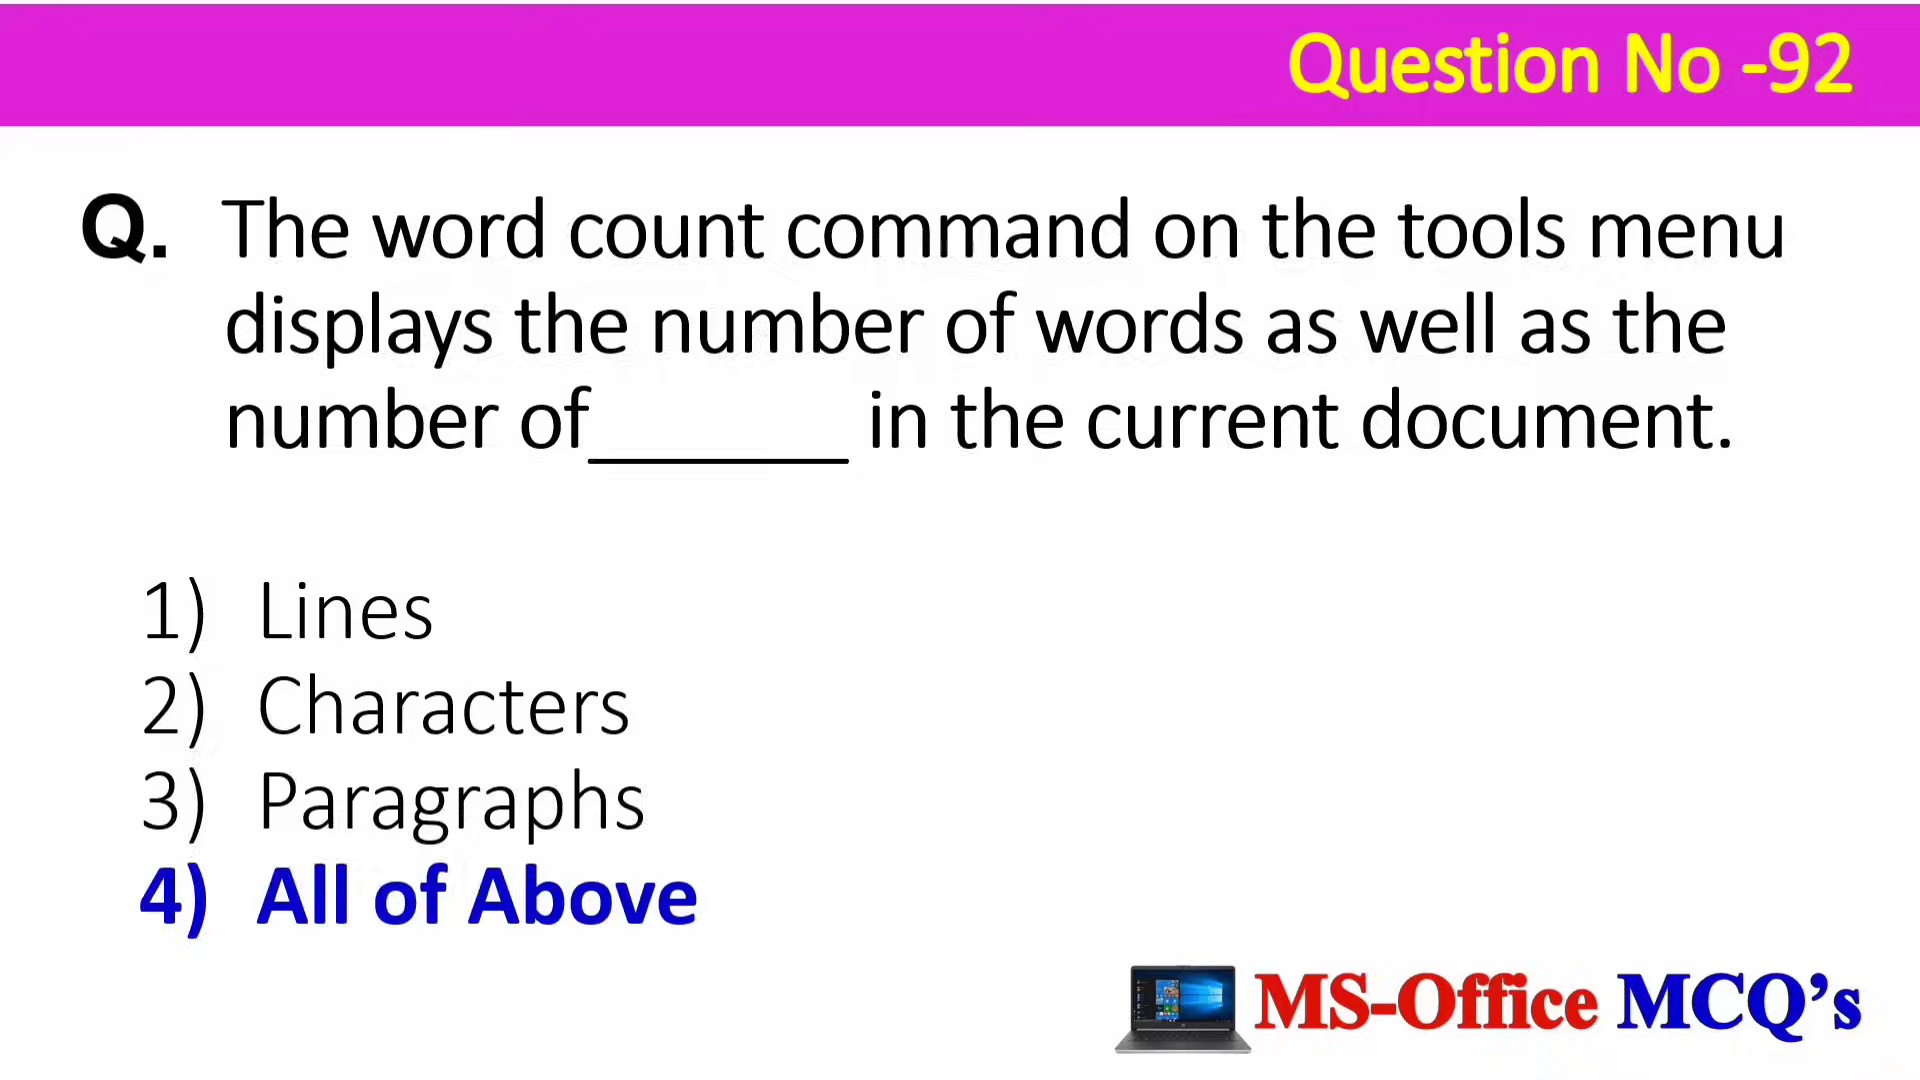 Question No -92
Q. The word count command on the tools menu
displays the number of words as well as the
number of______ in the current document.
1) Lines
2) Characters
3) Paragraphs
4) All of Above
MS-Office MCQ’s